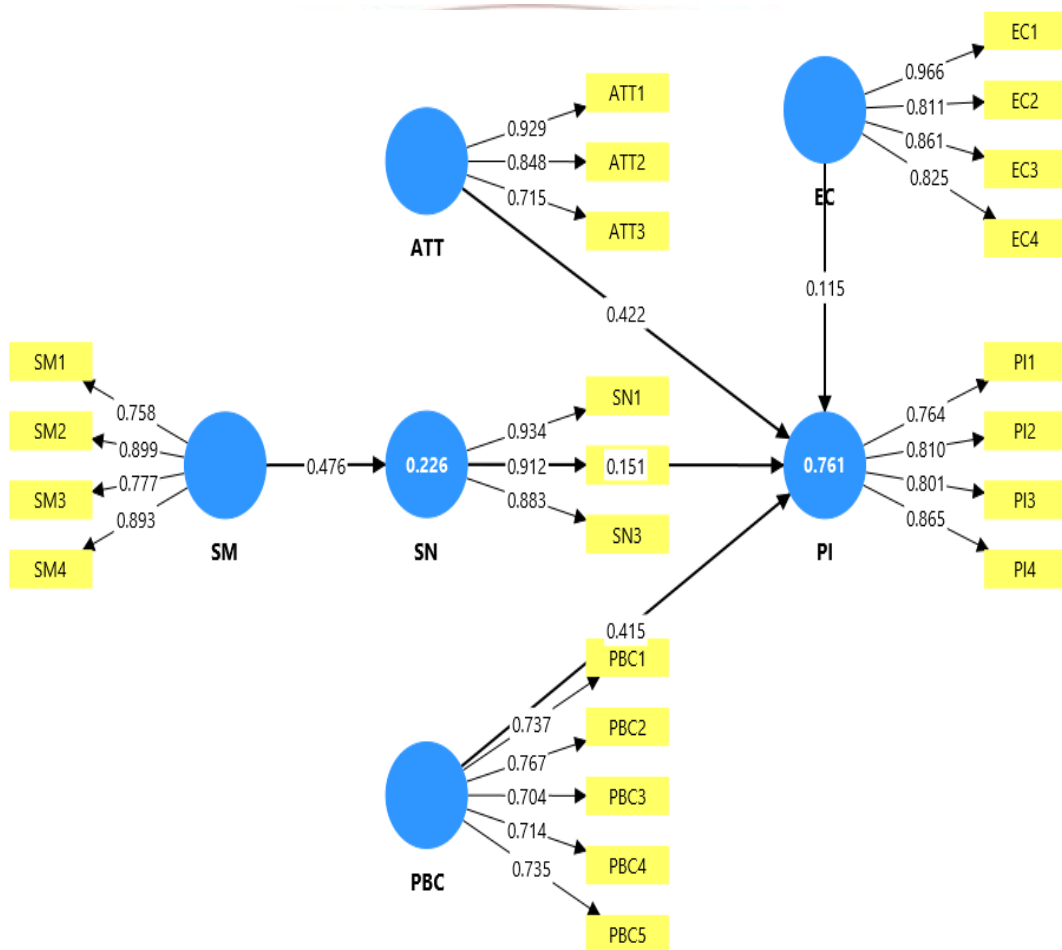 EC1
0.966
EC2
0.811
EC3
0.861
EC4
0.825
EC
0.115
ATT1
0.929
ATT2
0.848
ATT3
0.715
ATT
0.422
SM1
0.758
SM2
0.899
SM3
0.777
SM4
0.893
SM
0.476
0.226
SN
SN1
0.934
0.912
SN3
0.883
0.151
0.761
PI
PI1
0.764
PI2
0.810
PI3
0.801
PI4
0.865
0.415
PBC1
0.737
PBC2
0.767
PBC3
0.704
PBC4
0.714
PBC5
0.735
PBC